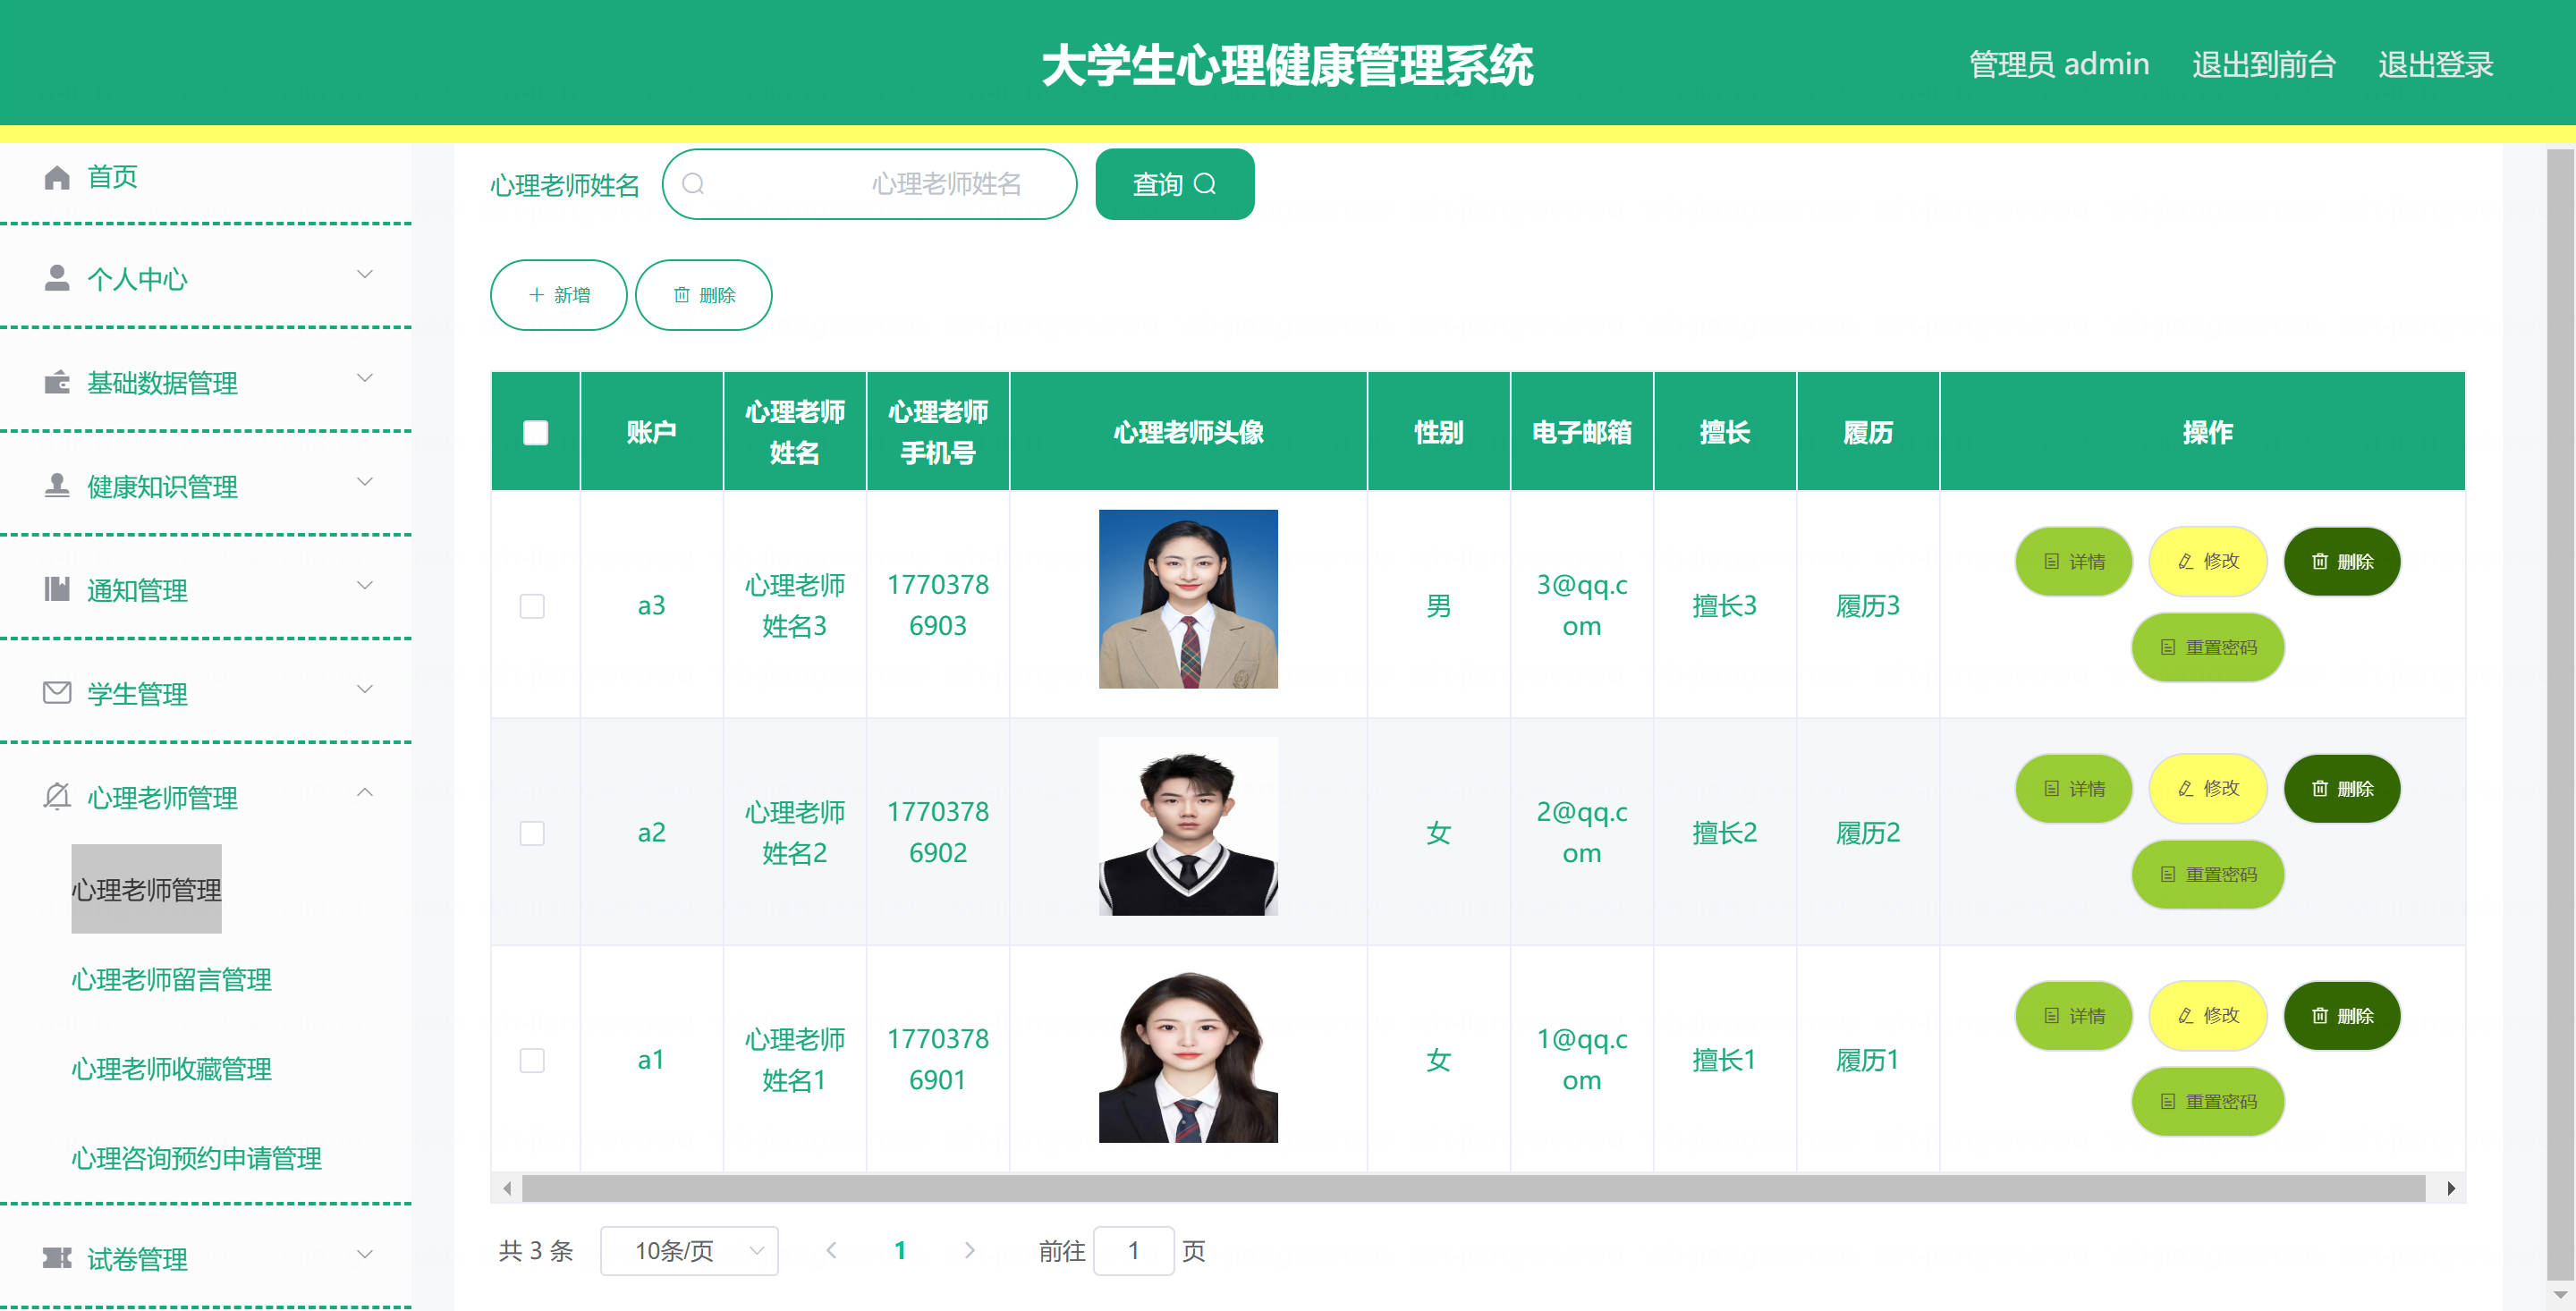 大学生心理健康管理系统
管理员 admin 退出到前台 退出登录
首页
个人中心
基础数据管理
健康知识管理
通知管理
学生管理
心理老师管理
心理老师管理
心理老师留言管理
心理老师收藏管理
心理咨询预约申请管理
试卷管理
心理老师姓名 心理老师姓名 查询
新增 删除
账户 心理老师姓名 心理老师手机号 心理老师头像 性别 电子邮箱 擅长 履历 操作
a3 心理老师姓名3 17703786903 男 3@qq.com 擅长3 履历3 详情 修改 删除
重置密码
a2 心理老师姓名2 17703786902 女 2@qq.com 擅长2 履历2 详情 修改 删除
重置密码
a1 心理老师姓名1 17703786901 女 1@qq.com 擅长1 履历1 详情 修改 删除
重置密码
共 3 条 10条/页 1 前往 1 页